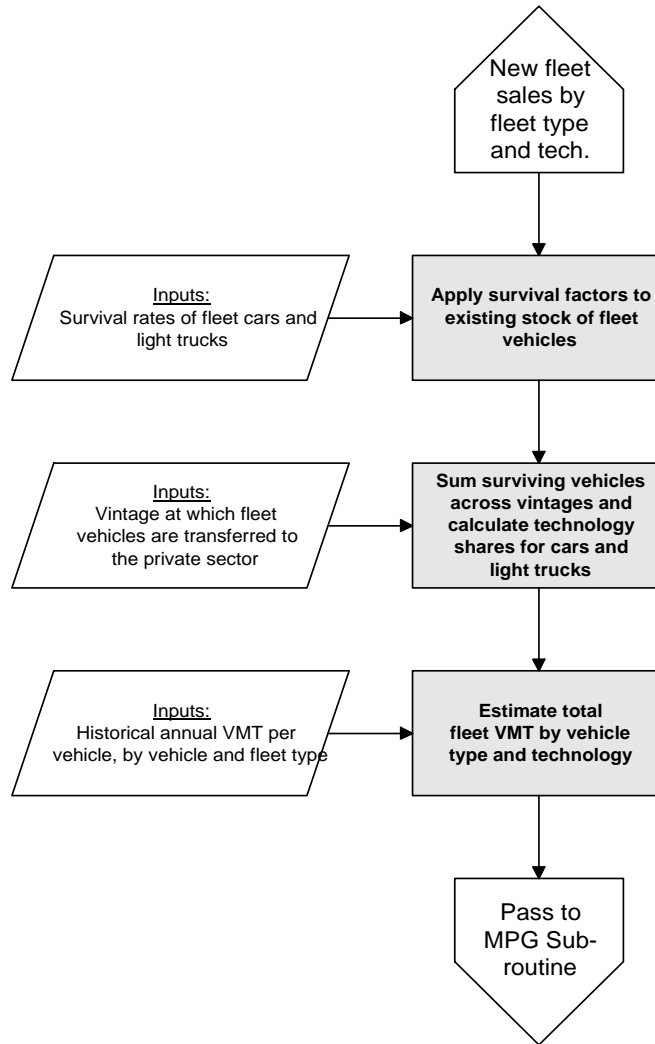 New fleet
sales by
fleet type
and tech.
Inputs:
Survival rates of fleet cars and
light trucks
Apply survival factors to
existing stock of fleet
vehicles
Inputs:
Vintage at which fleet
vehicles are transferred to
the private sector
Sum surviving vehicles
across vintages and
calculate technology
shares for cars and
light trucks
Inputs:
Historical annual VMT per
vehicle, by vehicle and fleet type
Estimate total
fleet VMT by vehicle
type and technology
Pass to
MPG Sub-
routine